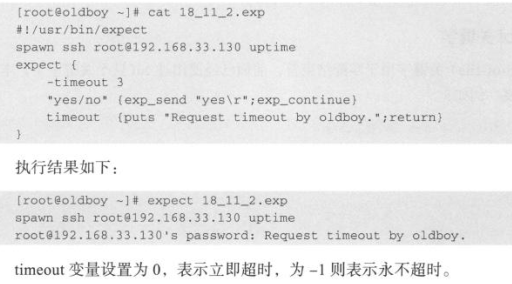 [root@oldboy ~]# cat 18_11_2.exp
#!/usr/bin/expect
spawn ssh root@192.168.33.130 uptime
expect {
    -timeout 3
    "yes/no" {exp_send "yes\r";exp_continue}
    timeout  {puts "Request timeout by oldboy.";return}
}
执行结果如下：
[root@oldboy ~]# expect 18_11_2.exp
spawn ssh root@192.168.33.130 uptime
root@192.168.33.130's password: Request timeout by oldboy.
timeout 变量设置为 0，表示立即超时，为 –1 则表示永不超时。